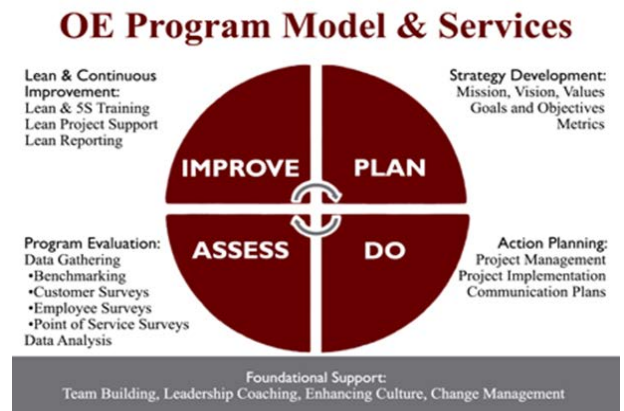 OE Program Model & Services
Lean & Continuous
Improvement:
Lean & 5S Training
Lean Project Support
Lean Reporting
Strategy Development:
Mission, Vision, Values
Goals and Objectives
Metrics
IMPROVE
PLAN
ASSESS
DO
Program Evaluation:
Data Gathering
•Benchmarking
•Customer Surveys
•Employee Surveys
•Point of Service Surveys
Data Analysis
Action Planning:
Project Management
Project Implementation
Communication Plans
Foundational Support:
Team Building, Leadership Coaching, Enhancing Culture, Change Management